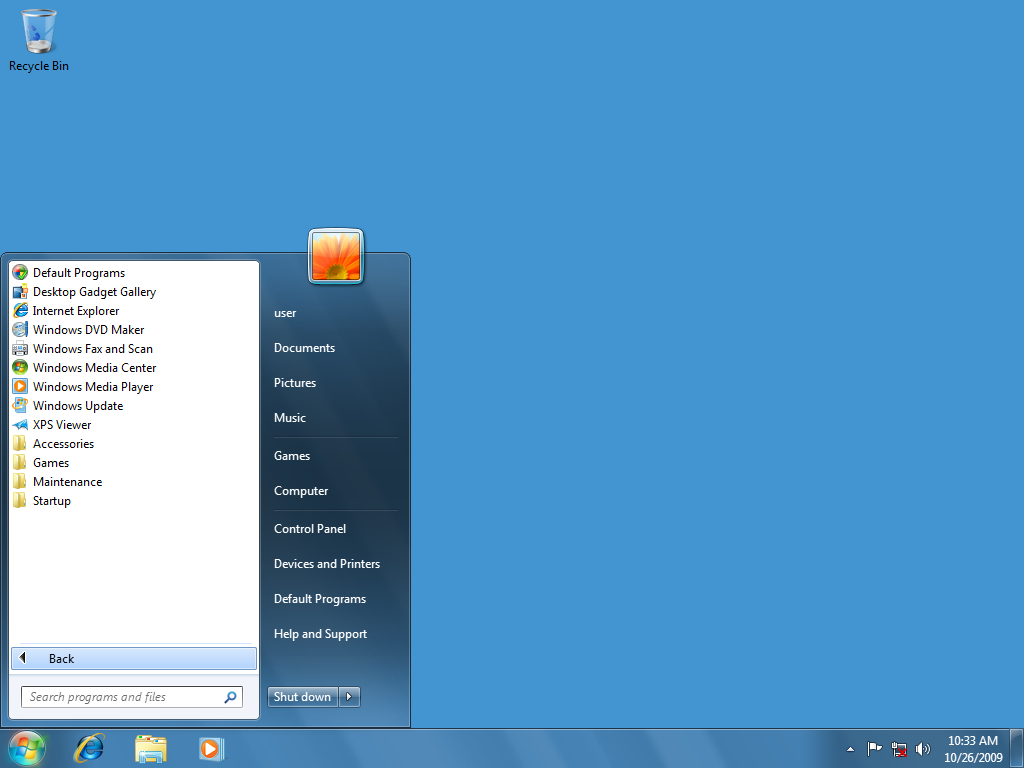 Recycle Bin
Default Programs
Desktop Gadget Gallery
Internet Explorer
Windows DVD Maker
Windows Fax and Scan
Windows Media Center
Windows Media Player
Windows Update
XPS Viewer
Accessories
Games
Maintenance
Startup
Back
Search programs and files
user
Documents
Pictures
Music
Games
Computer
Control Panel
Devices and Printers
Default Programs
Help and Support
Shut down
10:33 AM
10/26/2009